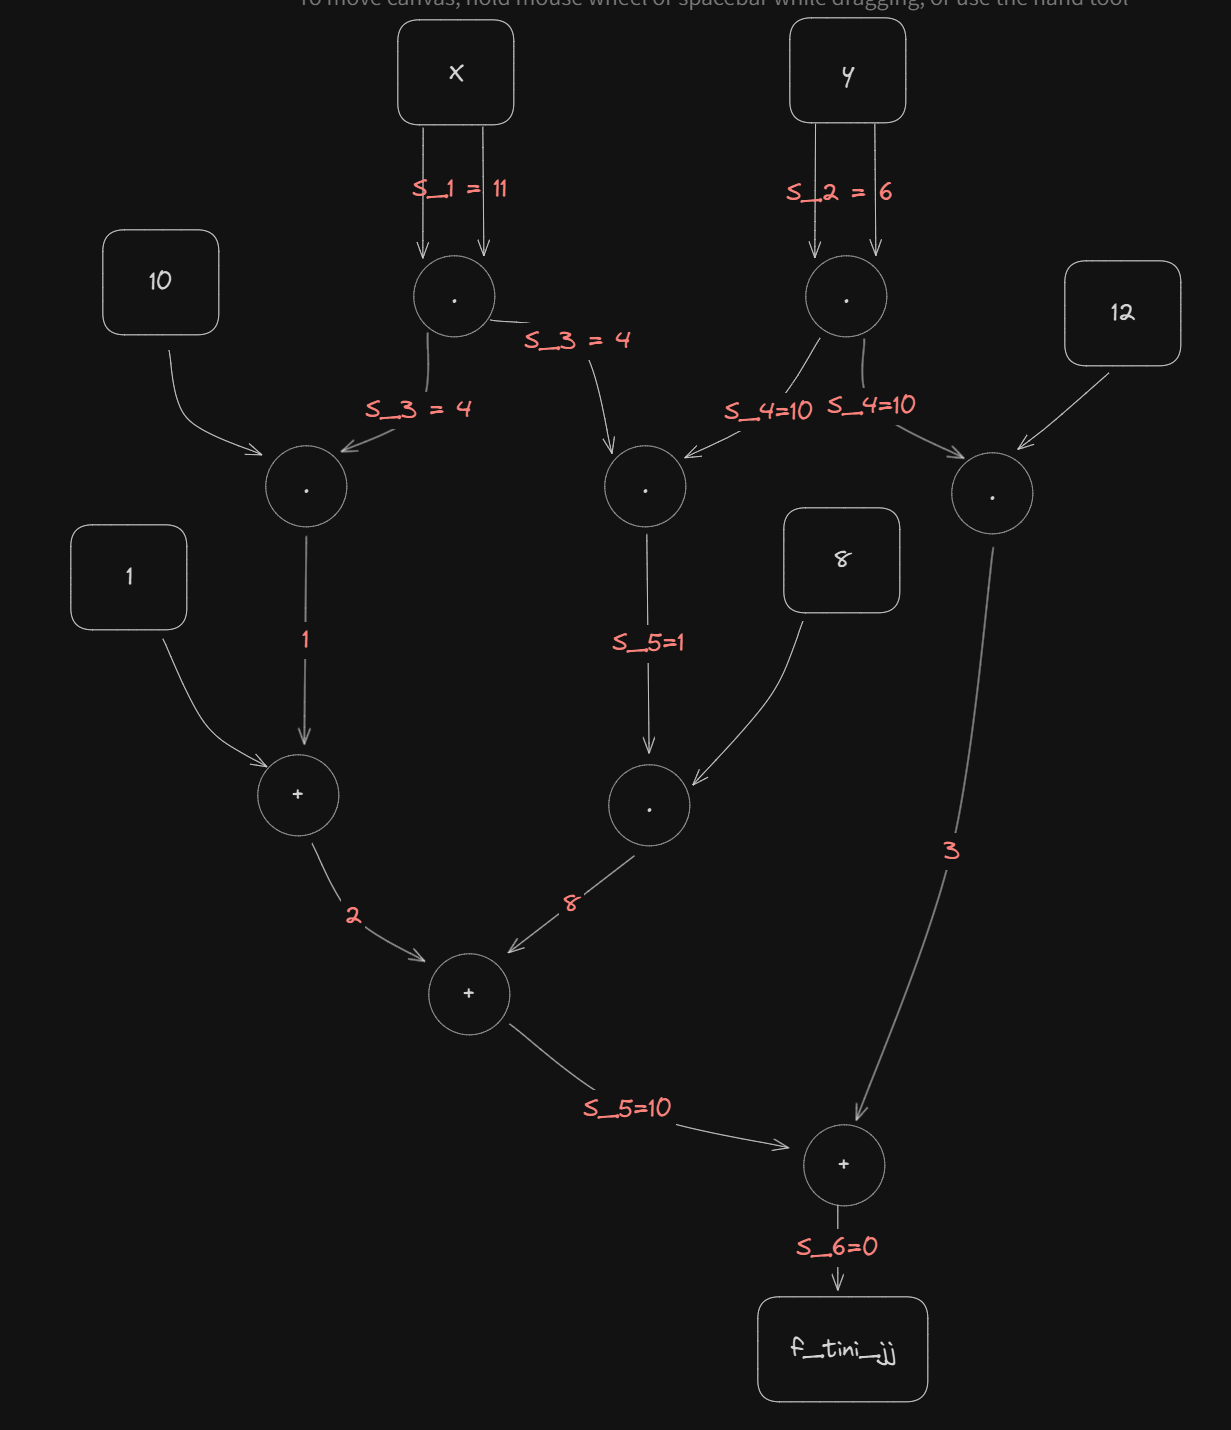 To move canvas, hold mouse wheel or spacebar while dragging, or use the hand tool
x
y
S_1 = 11
S_2 = 6
10
.
.
12
S_3 = 4
S_3 = 4
S_4=10
S_4=10
.
.
.
1
8
1
S_5=1
+
.
3
2
8
+
S_5=10
+
S_6=0
f_tini_jj